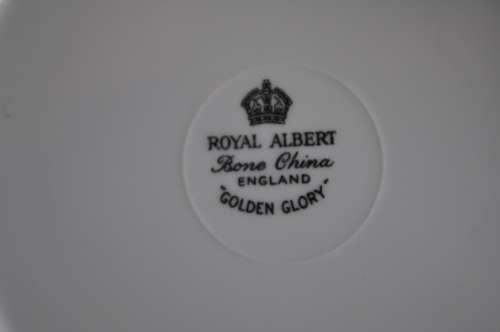 ROYAL ALBERT
Bone China
ENGLAND
"GOLDEN GLORY"